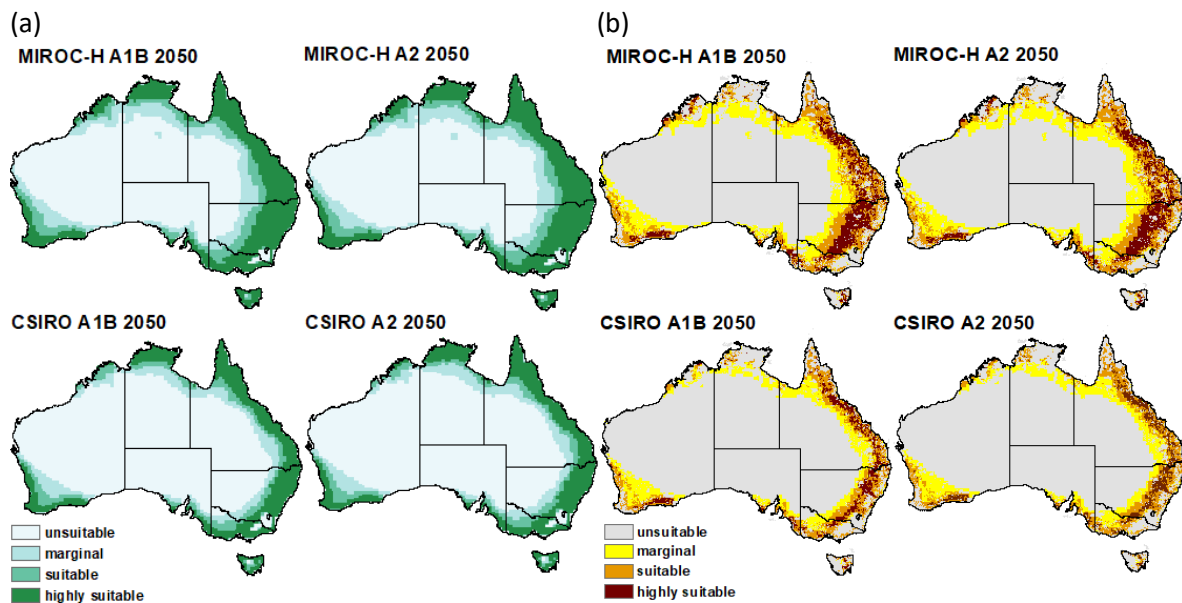 (a)
MIROC-H A1B 2050
MIROC-H A2 2050
CSIRO A1B 2050
CSIRO A2 2050
unsuitable
marginal
suitable
highly suitable
(b)
MIROC-H A1B 2050
MIROC-H A2 2050
CSIRO A1B 2050
CSIRO A2 2050
unsuitable
marginal
suitable
highly suitable